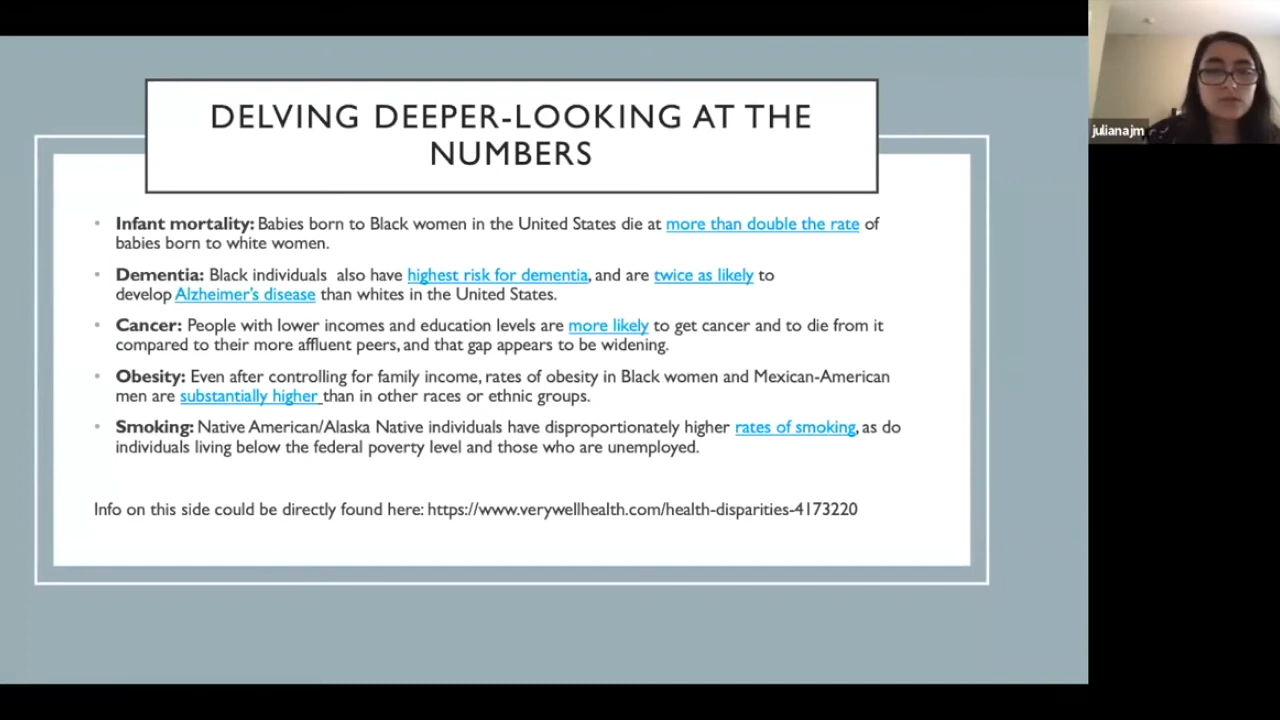 DELVING DEEPER-LOOKING AT THE
NUMBERS
• Infant mortality: Babies born to Black women in the United States die at more than double the rate of
babies born to white women.
• Dementia: Black individuals  also have highest risk for dementia, and are twice as likely to
develop Alzheimer's disease than whites in the United States.
• Cancer: People with lower incomes and education levels are more likely to get cancer and to die from it
compared to their more affluent peers, and that gap appears to be widening.
• Obesity: Even after controlling for family income, rates of obesity in Black women and Mexican-American
men are substantially higher than in other races or ethnic groups.
• Smoking: Native American/Alaska Native individuals have disproportionately higher rates of smoking, as do
individuals living below the federal poverty level and those who are unemployed.
Info on this side could be directly found here: https://www.verywellhealth.com/health-disparities-4173220
julianajm